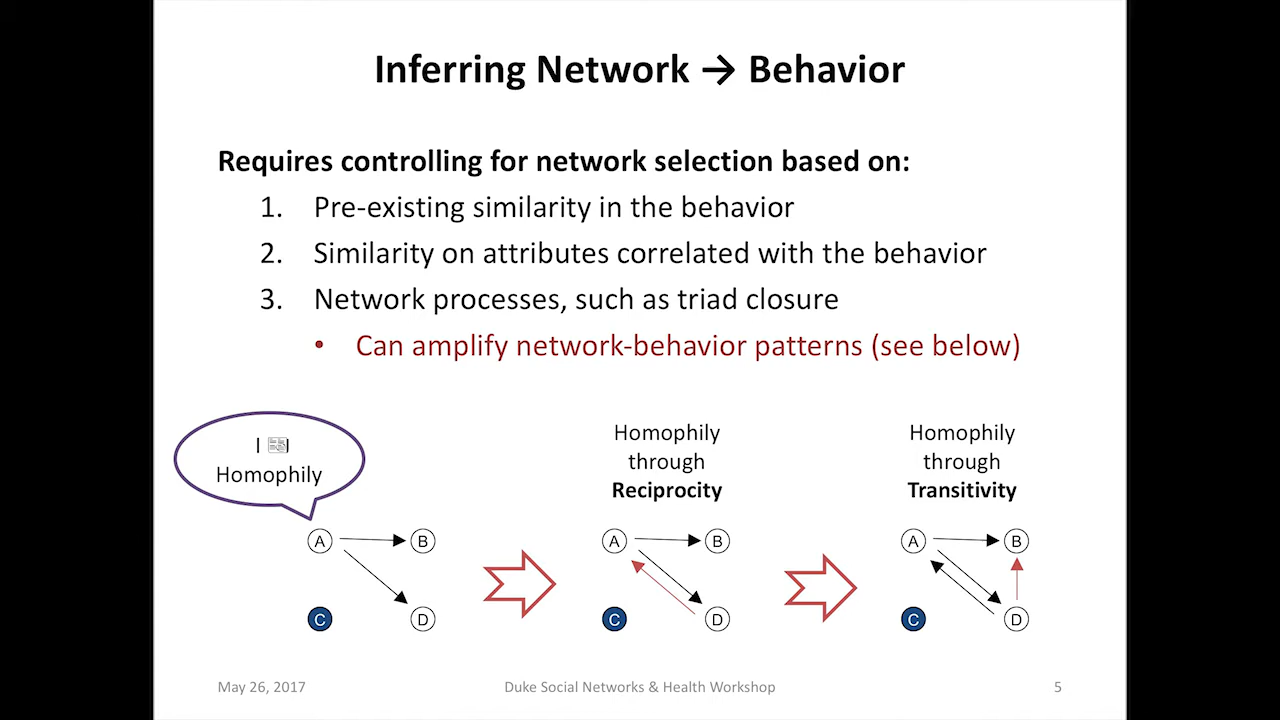 Inferring Network → Behavior
Requires controlling for network selection based on:
1. Pre-existing similarity in the behavior
2. Similarity on attributes correlated with the behavior
3. Network processes, such as triad closure
• Can amplify network-behavior patterns (see below)
I
Homophily
Homophily
through
Reciprocity
Homophily
through
Transitivity
A B
C D
A B
C D
A B
C D
May 26, 2017
Duke Social Networks & Health Workshop
5